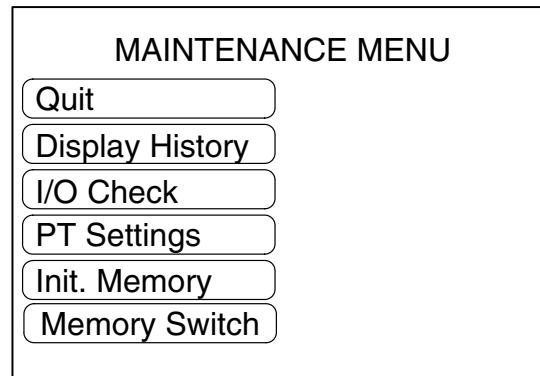 MAINTENANCE MENU
Quit
Display History
I/O Check
PT Settings
Init. Memory
Memory Switch